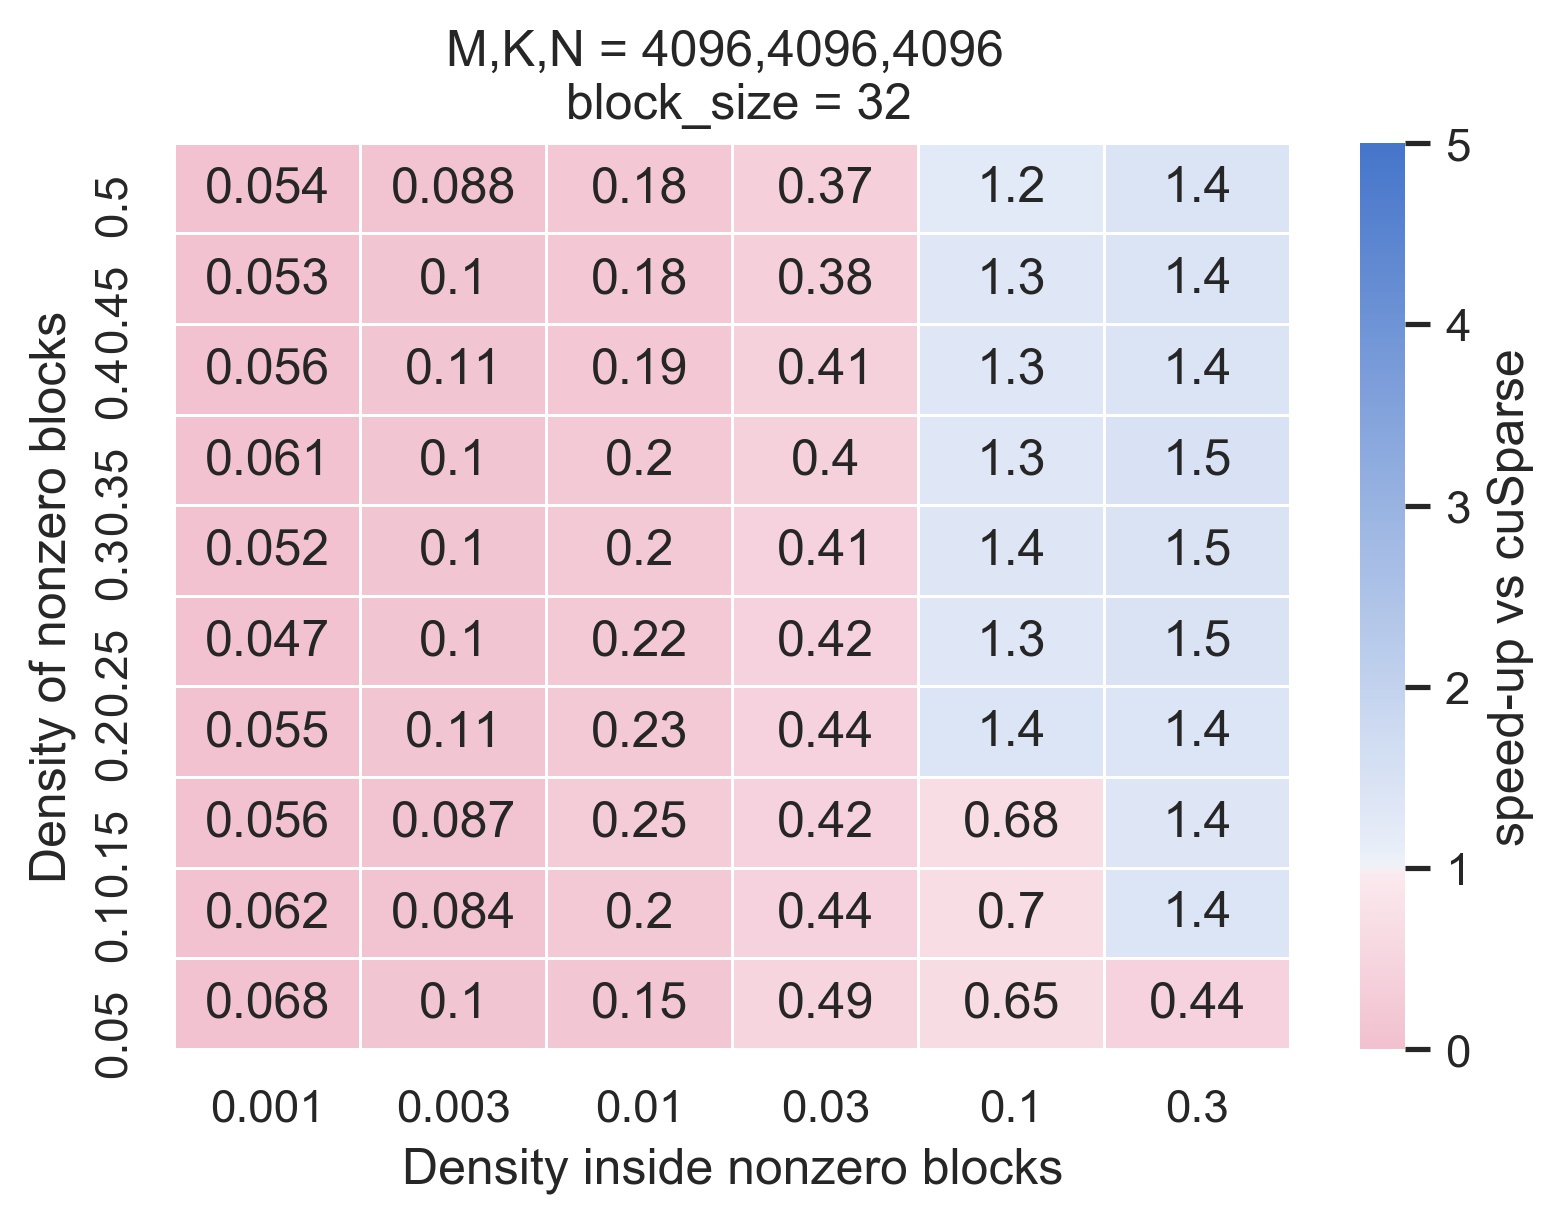 M,K,N = 4096,4096,4096
block_size = 32
Density of nonzero blocks
0.5 0.054 0.088 0.18 0.37 1.2 1.4
0.45 0.053 0.1 0.18 0.38 1.3 1.4
0.4 0.056 0.11 0.19 0.41 1.3 1.4
0.35 0.061 0.1 0.2 0.4 1.3 1.5
0.30 0.052 0.1 0.2 0.41 1.4 1.5
0.25 0.047 0.1 0.22 0.42 1.3 1.5
0.20 0.055 0.11 0.23 0.44 1.4 1.4
0.15 0.056 0.087 0.25 0.42 0.68 1.4
0.10 0.062 0.084 0.2 0.44 0.7 1.4
0.05 0.068 0.1 0.15 0.49 0.65 0.44
0.001 0.003 0.01 0.03 0.1 0.3
Density inside nonzero blocks
5
4
3
2
1
0
speed-up vs cuSparse